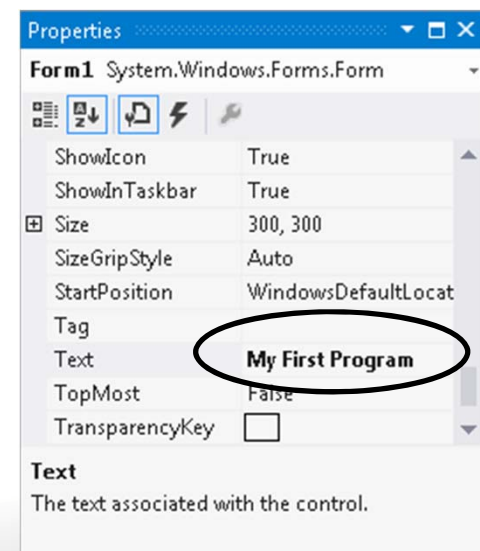 Properties
Form1 System.Windows.Forms.Form
ShowIcon True
ShowInTaskbar True
Size 300, 300
SizeGripStyle Auto
StartPosition WindowsDefaultLocat
Tag
Text My First Program
TopMost False
TransparencyKey
Text
The text associated with the control.